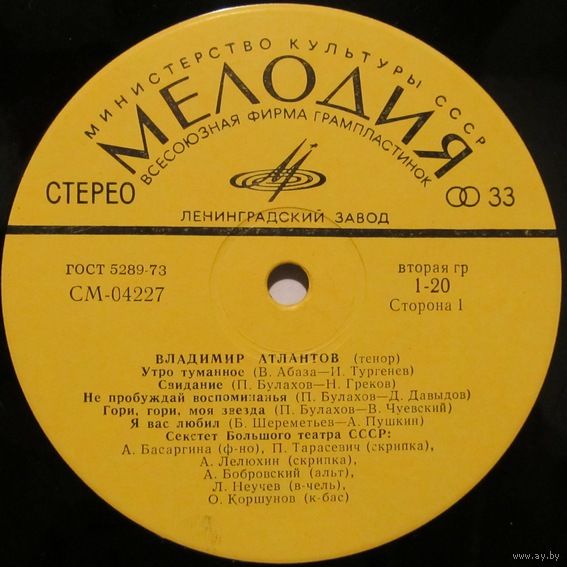 МИНИСТЕРСТВО КУЛЬТУРЫ СССР
МЕЛОДИЯ
ВСЕСОЮЗНАЯ ФИРМА ГРАМПЛАСТИНОК
СТЕРЕО
33
ЛЕНИНГРАДСКИЙ ЗАВОД
ГОСТ 5289-73
вторая гр
СМ-04227
1-20
Сторона 1
ВЛАДИМИР АТЛАНТОВ (тенор)
Утро туманное (В. Абаза—И. Тургенев)
Свидание (П. Булахов—Н. Греков)
Не пробуждай воспоминанья (П. Булахов—Д. Давыдов)
Гори, гори, моя звезда (П. Булахов—В. Чуевский)
Я вас любил (Б. Шереметьев—А. Пушкин)
Секстет Большого театра СССР:
А. Басаргина (ф-но), П. Тарасевич (скрипка),
А. Лелюхин (скрипка),
А. Бобровский (альт),
Л. Неучев (в-чель),
О. Коршунов (к-бас)
www.ay.by